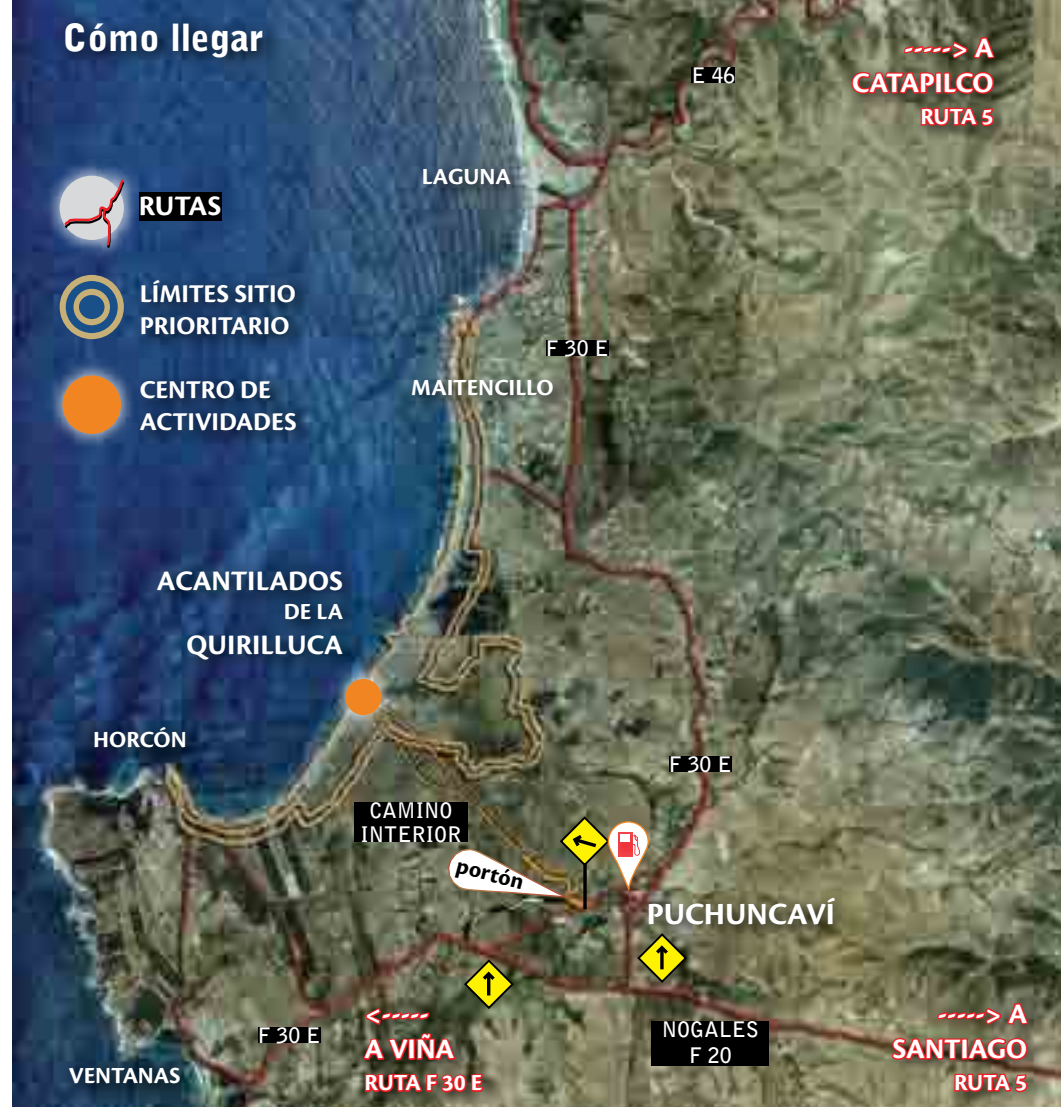 Cómo llegar
-----> A
CATAPILCO
RUTA 5
E 46
LAGUNA
RUTAS
LÍMITES SITIO
PRIORITARIO
F 30 E
CENTRO DE
ACTIVIDADES
MAITENCILLO
ACANTILADOS
DE LA
QUIRILLUCA
HORCÓN
F 30 E
CAMINO
INTERIOR
portón
PUCHUNCAVÍ
<-----
A VIÑA
RUTA F 30 E
F 30 E
NOGALES
F 20
-----> A
SANTIAGO
RUTA 5
VENTANAS